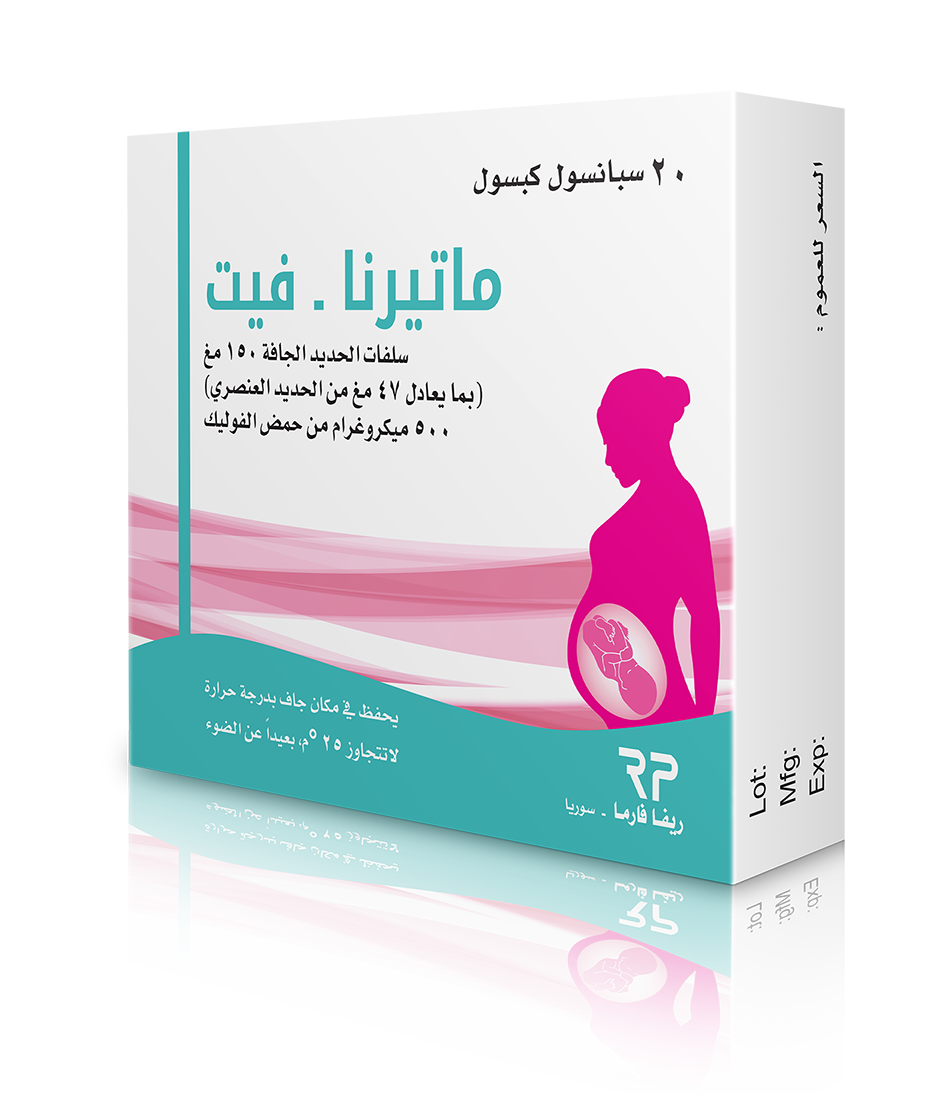 ٢٠ سبانسول كبسول
ماتيرنا . فيت
سلفات الحديد الجافة ١٥٠ مغ
(بما يعادل ٤٧ مغ من الحديد العنصري)
٥٠٠ ميكروغرام من حمض الفوليك
يحفظ في مكان جاف بدرجة حرارة
لاتتجاوز ٢٥ °م، بعيداً عن الضوء
RP
ريفا فارما - سوريا
السعر للعموم :
Lot:
Mfg:
Exp: